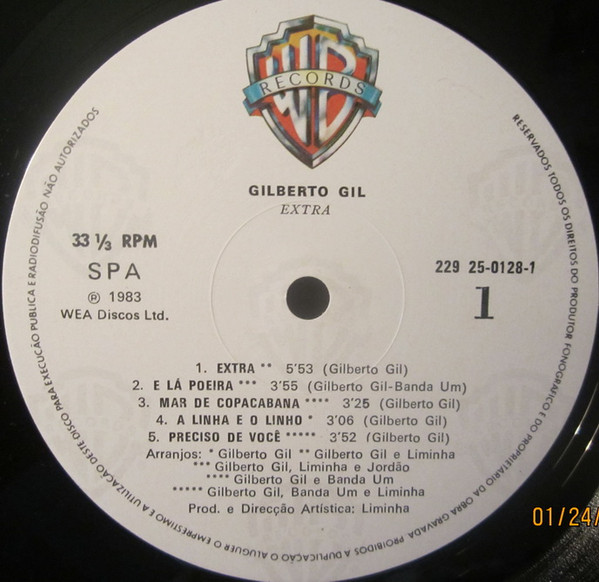 WB
RECORDS
GILBERTO GIL
EXTRA
33 ⅓ RPM
SPA
℗ 1983
WEA Discos Ltd.
229 25-0128-1
1
1. EXTRA ** 5'53 (Gilberto Gil)
2. E LÁ POEIRA *** 3'55 (Gilberto Gil-Banda Um)
3. MAR DE COPACABANA **** 3'25 (Gilberto Gil)
4. A LINHA E O LINHO * 3'06 (Gilberto Gil)
5. PRECISO DE VOCÊ ***** 3'52 (Gilberto Gil)
Arranjos: * Gilberto Gil ** Gilberto Gil e Liminha
*** Gilberto Gil, Liminha e Jordão
**** Gilberto Gil e Banda Um
***** Gilberto Gil, Banda Um e Liminha
Prod. e Direcção Artística: Liminha
RESERVADOS TODOS OS DIREITOS DO PRODUTOR FONOGRÁFICO E DO PROPRIETÁRIO DA OBRA GRAVADA PROIBIDOS A DUPLICAÇÃO O ALUGUER O EMPRÉSTIMO E A UTILIZAÇÃO DESTE DISCO PARA EXECUÇÃO PÚBLICA E RADIODIFUSÃO NÃO AUTORIZADOS
01/24/